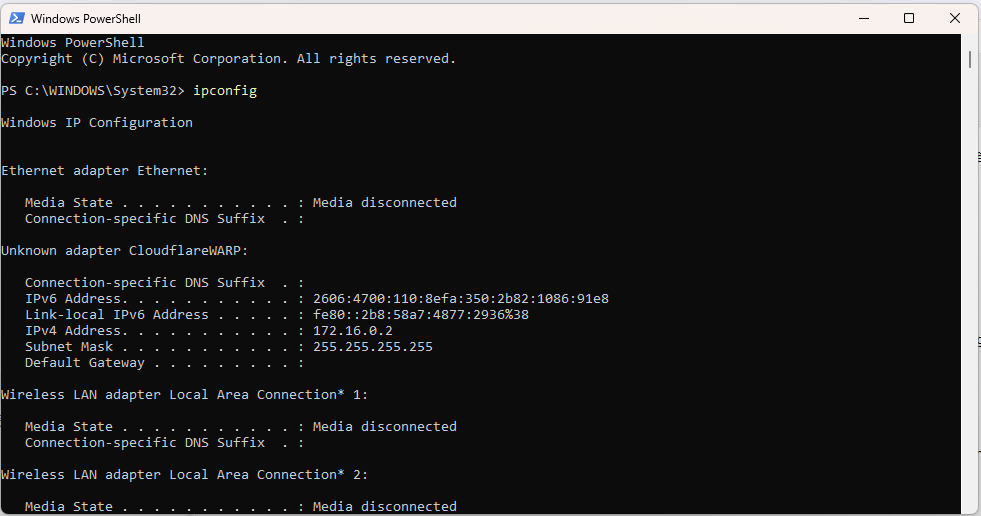 Windows PowerShell
Windows PowerShell
Copyright (C) Microsoft Corporation. All rights reserved.
PS C:\WINDOWS\System32> ipconfig
Windows IP Configuration
Ethernet adapter Ethernet:
Media State . . . . . . . . . . . : Media disconnected
Connection-specific DNS Suffix  . :
Unknown adapter CloudflareWARP:
Connection-specific DNS Suffix  . :
IPv6 Address. . . . . . . . . . . : 2606:4700:110:8efa:350:2b82:1086:91e8
Link-local IPv6 Address . . . . . : fe80::2b8:58a7:4877:2936%38
IPv4 Address. . . . . . . . . . . : 172.16.0.2
Subnet Mask . . . . . . . . . . . : 255.255.255.255
Default Gateway . . . . . . . . . :
Wireless LAN adapter Local Area Connection* 1:
Media State . . . . . . . . . . . : Media disconnected
Connection-specific DNS Suffix  . :
Wireless LAN adapter Local Area Connection* 2:
Media State . . . . . . . . . . . : Media disconnected